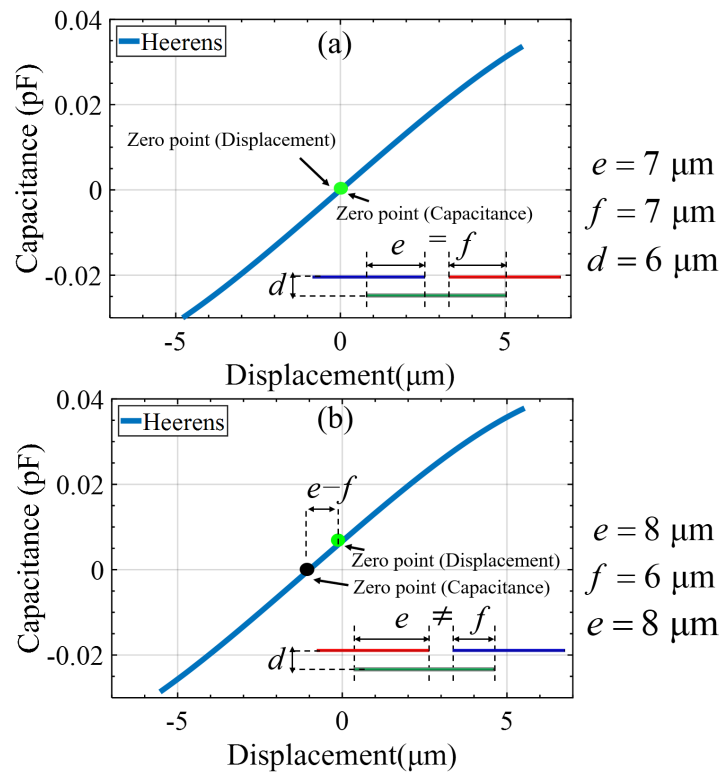 (a)
Heerens
0.04
0.02
0
-0.02
Capacitance (pF)
Zero point (Displacement)
Zero point (Capacitance)
e = f
d
-5
0
5
Displacement(μm)
e = 7 μm
f = 7 μm
d = 6 μm
(b)
Heerens
0.04
0.02
0
-0.02
Capacitance (pF)
e−f
Zero point (Displacement)
Zero point (Capacitance)
e ≠ f
d
-5
0
5
Displacement(μm)
e = 8 μm
f = 6 μm
e = 8 μm